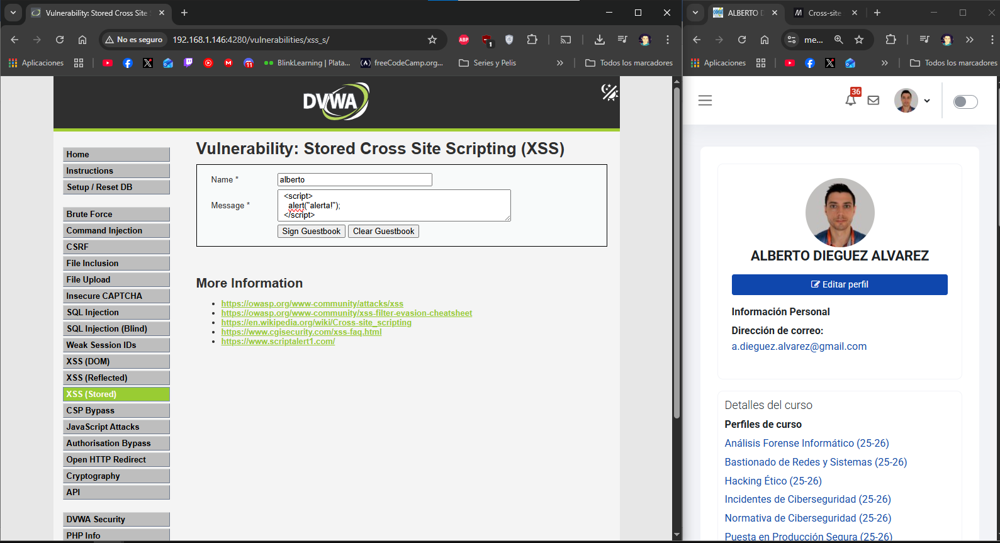 Vulnerability: Stored Cross Site S
No es seguro
192.168.1.146:4280/vulnerabilities/xss_s/
ABP
1
Aplicaciones
M
11
BlinkLearning | Plata...
freeCodeCamp.org...
Series y Pelis
»
Todos los marcadores
DVWA
Home
Instructions
Setup / Reset DB
Brute Force
Command Injection
CSRF
File Inclusion
File Upload
Insecure CAPTCHA
SQL Injection
SQL Injection (Blind)
Weak Session IDs
XSS (DOM)
XSS (Reflected)
XSS (Stored)
CSP Bypass
JavaScript Attacks
Authorisation Bypass
Open HTTP Redirect
Cryptography
API
DVWA Security
PHP Info
Vulnerability: Stored Cross Site Scripting (XSS)
Name *
alberto
Message *
<script>
alert("alerta!");
</script>
Sign Guestbook
Clear Guestbook
More Information
https://owasp.org/www-community/attacks/xss
https://owasp.org/www-community/xss-filter-evasion-cheatsheet
https://en.wikipedia.org/wiki/Cross-site_scripting
https://www.cgisecurity.com/xss-faq.html
https://www.scriptalert1.com/
ALBERTO D
Cross-site
me...
»
Aplicaciones
»
Todos los marcadores
36
ALBERTO DIEGUEZ ALVAREZ
Editar perfil
Información Personal
Dirección de correo:
a.dieguez.alvarez@gmail.com
Detalles del curso
Perfiles de curso
Análisis Forense Informático (25-26)
Bastionado de Redes y Sistemas (25-26)
Hacking Ético (25-26)
Incidentes de Ciberseguridad (25-26)
Normativa de Ciberseguridad (25-26)
Puesta en Producción Segura (25-26)